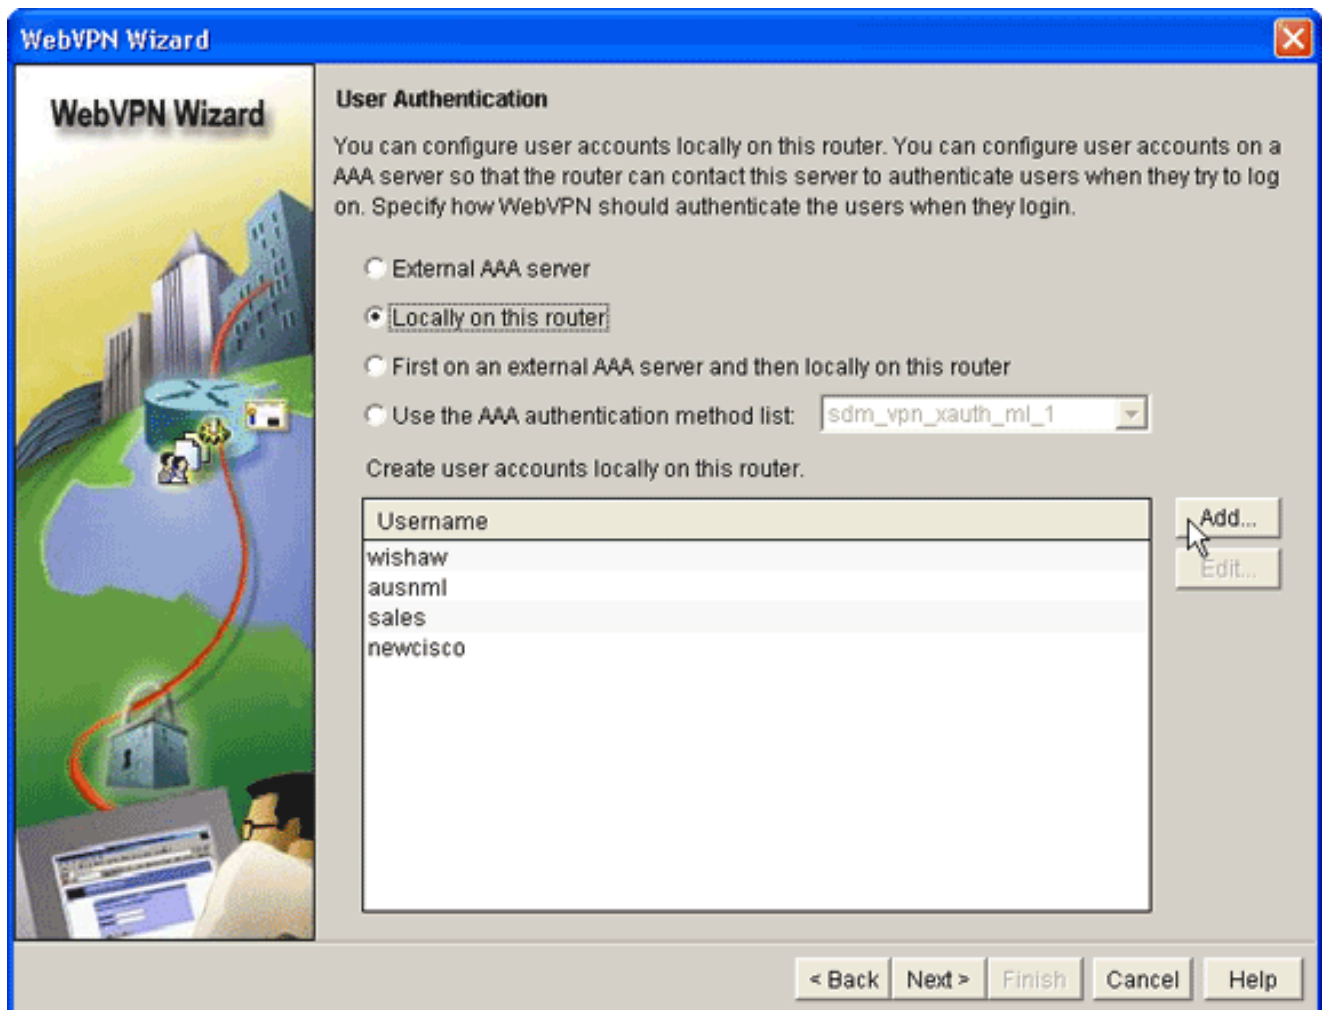 WebVPN Wizard
WebVPN Wizard
User Authentication
You can configure user accounts locally on this router. You can configure user accounts on a
AAA server so that the router can contact this server to authenticate users when they try to log
on. Specify how WebVPN should authenticate the users when they login.
External AAA server
Locally on this router
First on an external AAA server and then locally on this router
Use the AAA authentication method list: sdm_vpn_xauth_ml_1
Create user accounts locally on this router.
Username
wishaw
ausnml
sales
newcisco
Add...
Edit...
< Back Next > Finish Cancel Help